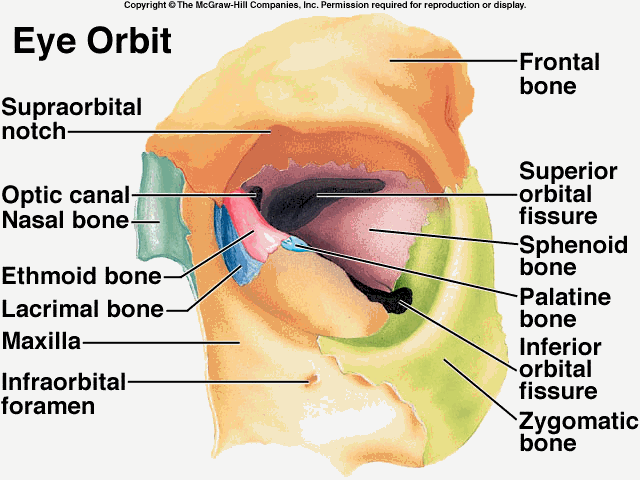 Copyright © The McGraw-Hill Companies, Inc. Permission required for reproduction or display.
Eye Orbit
Supraorbital
notch
Optic canal
Nasal bone
Ethmoid bone
Lacrimal bone
Maxilla
Infraorbital
foramen
Frontal
bone
Superior
orbital
fissure
Sphenoid
bone
Palatine
bone
Inferior
orbital
fissure
Zygomatic
bone